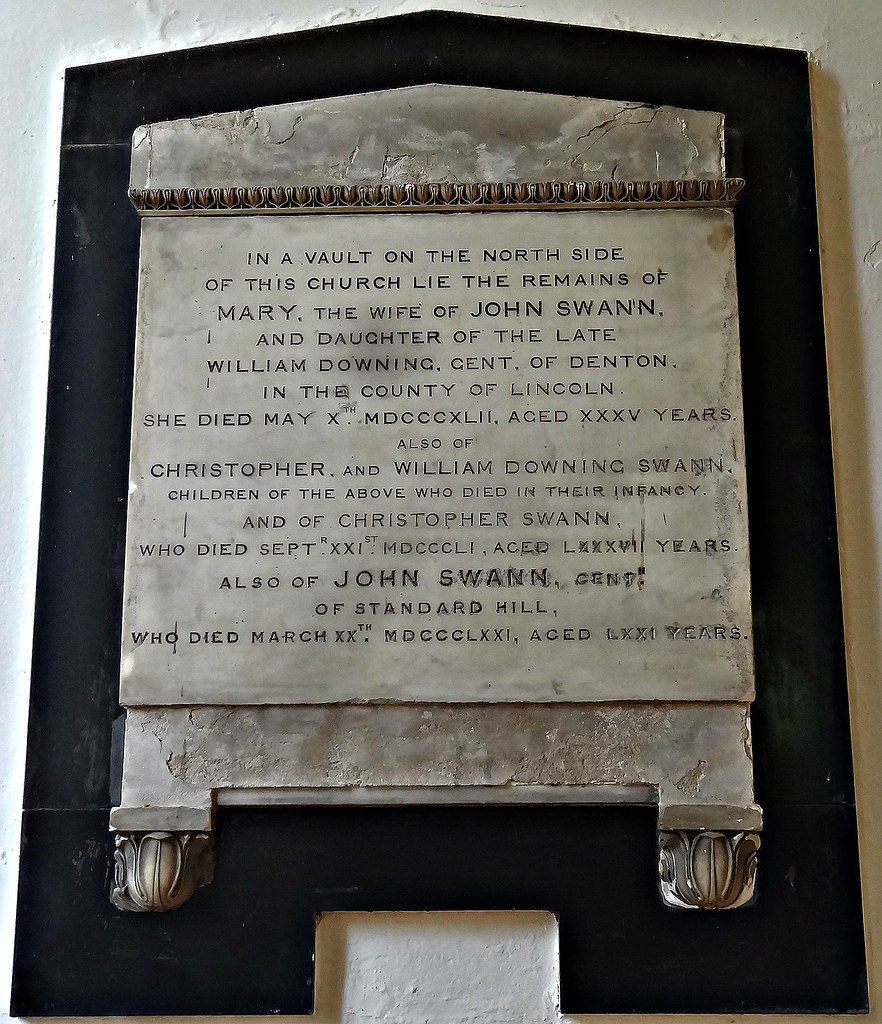 IN A VAULT ON THE NORTH SIDE
OF THIS CHURCH LIE THE REMAINS OF
MARY, THE WIFE OF JOHN SWANN,
AND DAUGHTER OF THE LATE
WILLIAM DOWNING, GENT, OF DENTON,
IN THE COUNTY OF LINCOLN.
SHE DIED MAY XTH. MDCCCXLII, AGED XXXV YEARS.
ALSO OF
CHRISTOPHER, AND WILLIAM DOWNING SWANN,
CHILDREN OF THE ABOVE WHO DIED IN THEIR INFANCY.
AND OF CHRISTOPHER SWANN,
WHO DIED SEPTR XXIST. MDCCCLI, AGED LXXXVII YEARS.
ALSO OF JOHN SWANN, GENT.
OF STANDARD HILL,
WHO DIED MARCH XXTH. MDCCCLXXI, AGED LXXI YEARS.